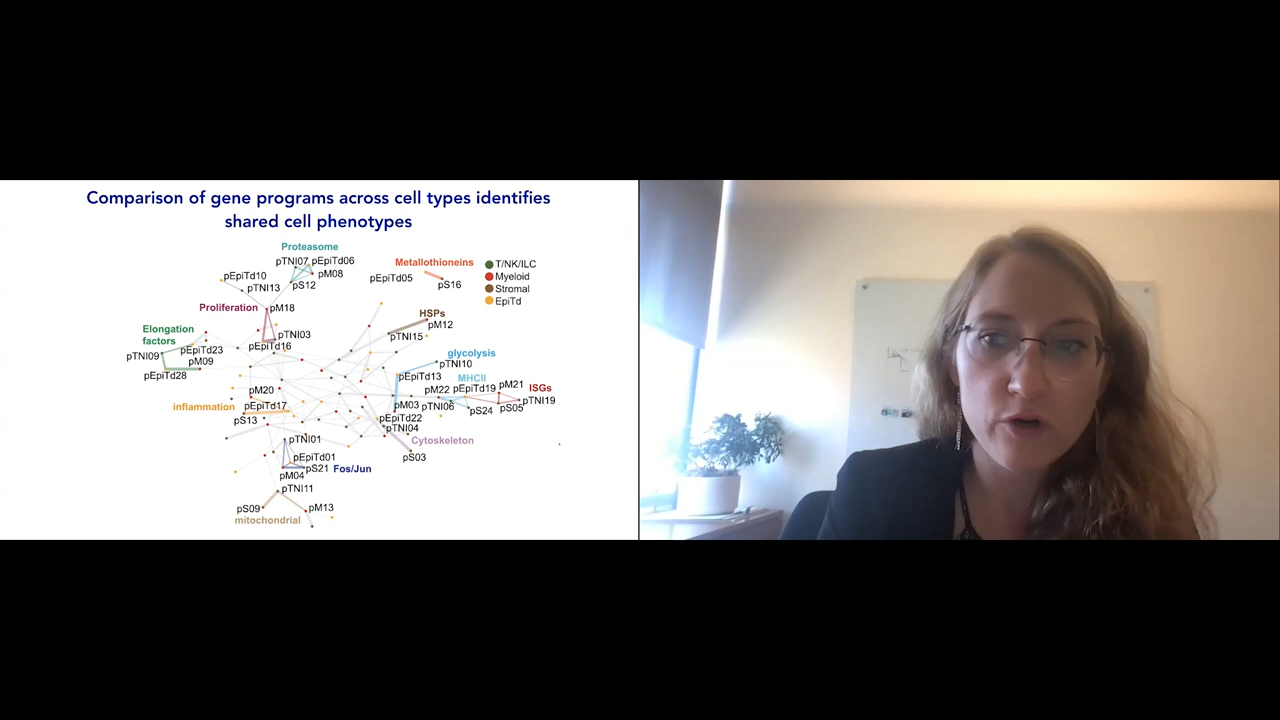 Comparison of gene programs across cell types identifies
shared cell phenotypes
Proteasome
pTNI07 pEpiTd06
pEpiTd10 pM08
pTNI13 pS12
Metallothioneins
pEpiTd05 pS16
T/NK/ILC
Myeloid
Stromal
EpiTd
Proliferation pM18
pTNI03
pEpiTd16
HSPs
pM12
pTNI15
Elongation
factors
pTNI09 pEpiTd23
pM09
pEpiTd28
glycolysis
pTNI10
pEpiTd13
MHCII
pM22 pEpiTd19 pM21 ISGs
pM03 pTNI06 pS24 pS05 pTNI19
pM20
inflammation pEpiTd17
pS13
pEpiTd22
pTNI04
Cytoskeleton
pS03
pTNI01
pEpiTd01
pS21 Fos/Jun
pM04
pTNI11
pS09 pM13
mitochondrial